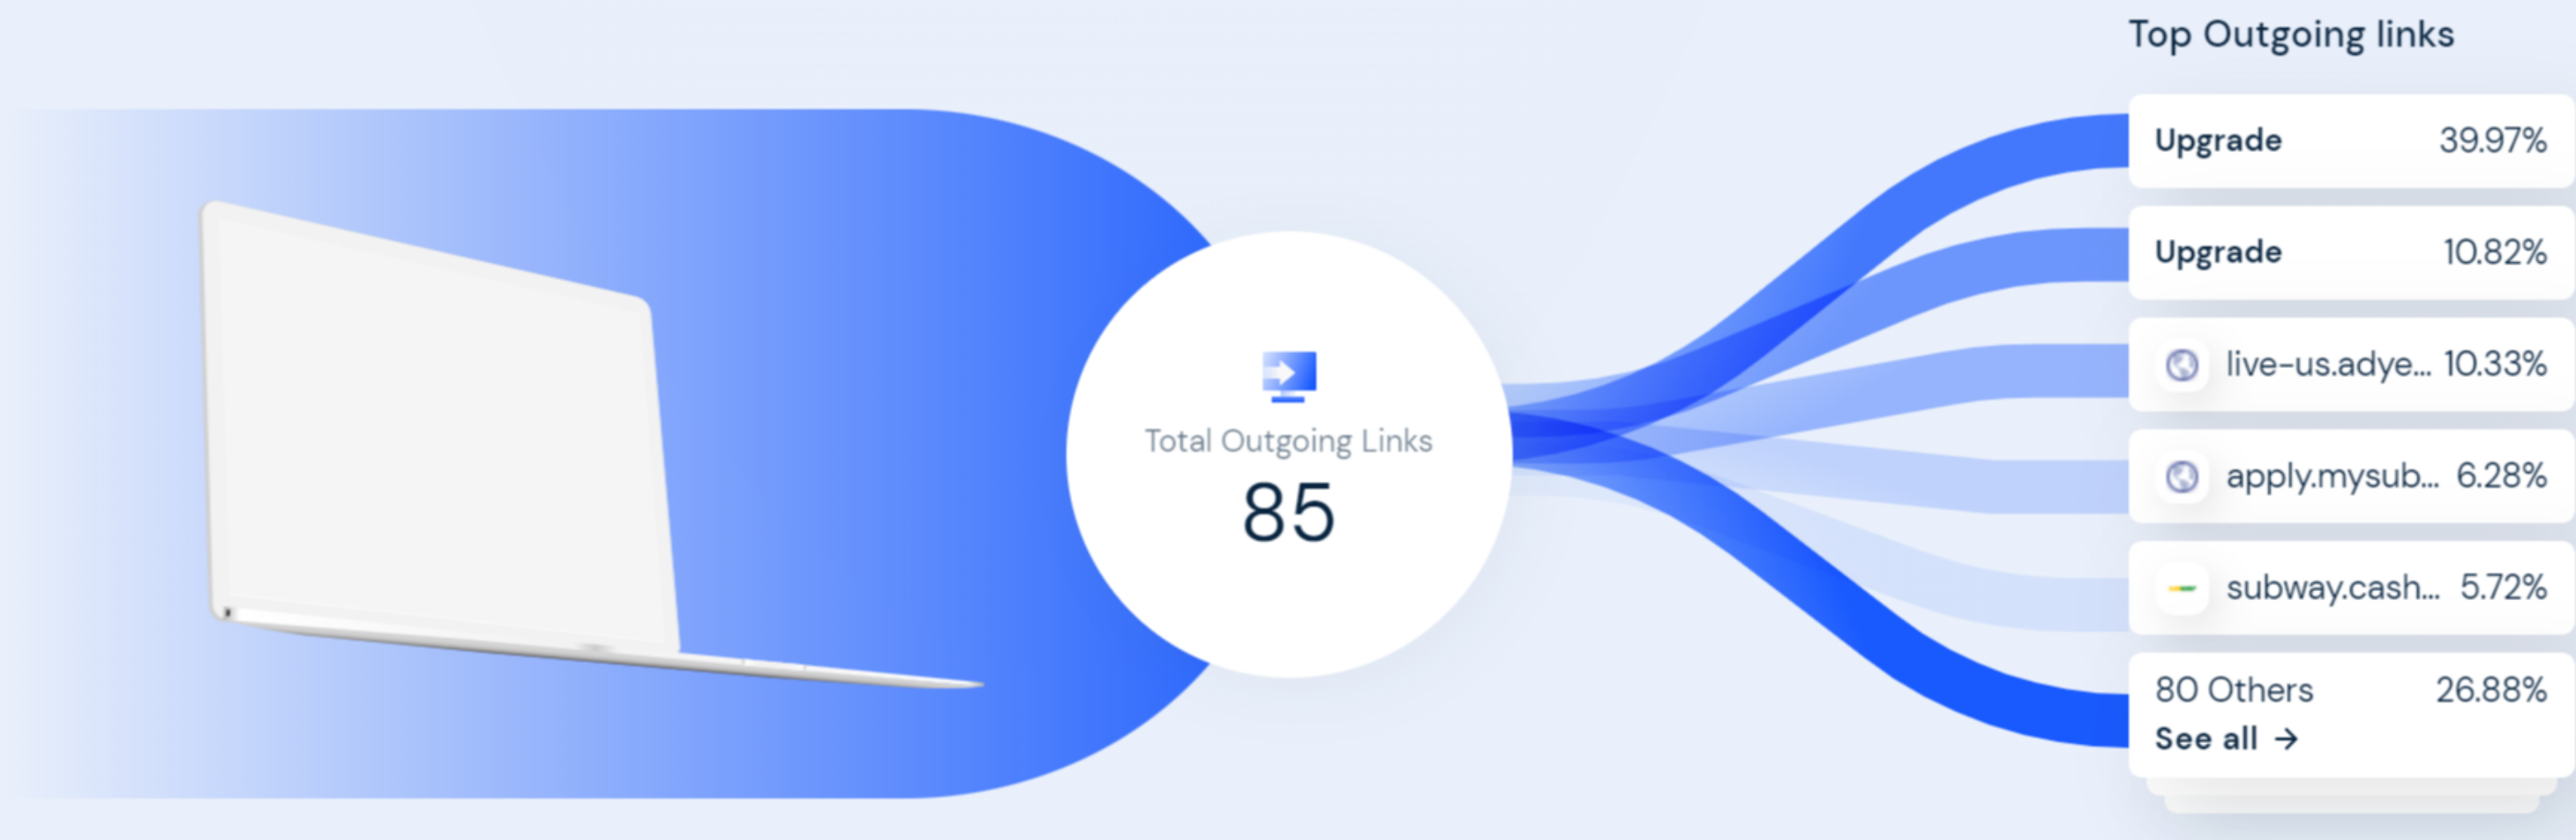 Top Outgoing links
Upgrade 39.97%
Upgrade 10.82%
live-us.adye... 10.33%
apply.mysub... 6.28%
subway.cash... 5.72%
80 Others 26.88%
See all →
Total Outgoing Links
85